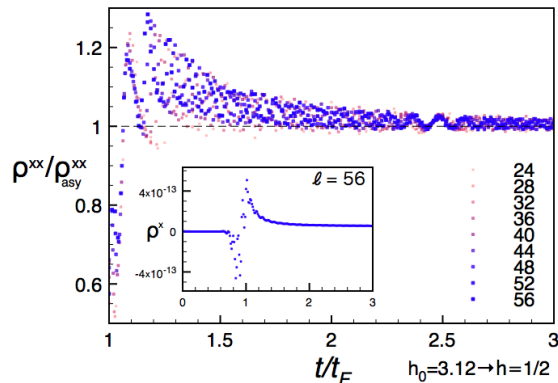 1.2
1
0.8
0.6
ρ^xx/ρ^xx_asy
ℓ = 56
4x10^-13
0
-4x10^-13
ρ^x
0 1 2 3
24
28
32
36
40
44
48
52
56
1 1.5 2 2.5 3
t/t_F
h_0=3.12→h=1/2